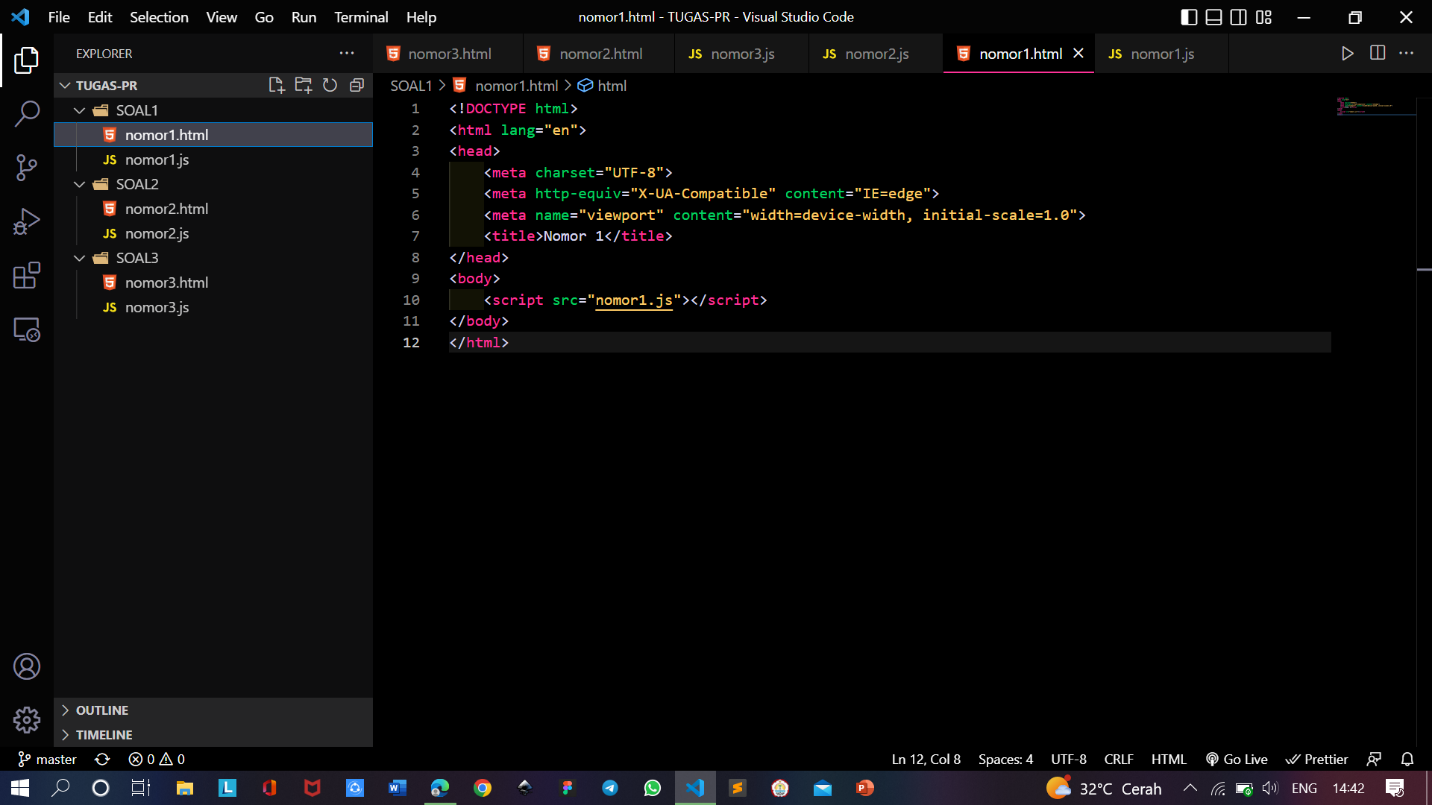 File Edit Selection View Go Run Terminal Help
nomor1.html - TUGAS-PR - Visual Studio Code
EXPLORER
nomor3.html
nomor2.html
JS nomor3.js
JS nomor2.js
nomor1.html
JS nomor1.js
TUGAS-PR
SOAL1
nomor1.html
JS nomor1.js
SOAL2
nomor2.html
JS nomor2.js
SOAL3
nomor3.html
JS nomor3.js
OUTLINE
TIMELINE
SOAL1 > nomor1.html > html
1 <!DOCTYPE html>
2 <html lang="en">
3 <head>
4 <meta charset="UTF-8">
5 <meta http-equiv="X-UA-Compatible" content="IE=edge">
6 <meta name="viewport" content="width=device-width, initial-scale=1.0">
7 <title>Nomor 1</title>
8 </head>
9 <body>
10 <script src="nomor1.js"></script>
11 </body>
12 </html>
master 0 0 Ln 12, Col 8 Spaces: 4 UTF-8 CRLF HTML Go Live Prettier
32°C Cerah ENG 14:42